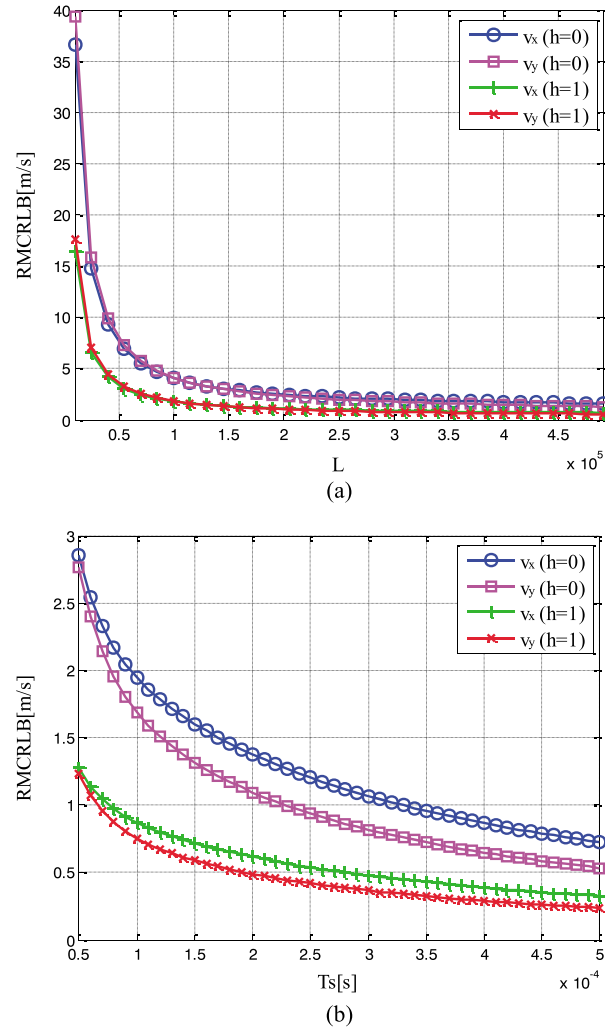 40
35
30
25
20
15
10
5
0
RMCRLB[m/s]
vx (h=0)
vy (h=0)
vx (h=1)
vy (h=1)
0.5 1 1.5 2 2.5 3 3.5 4 4.5
x 10^5
L
(a)
3
2.5
2
1.5
1
0.5
0
RMCRLB[m/s]
vx (h=0)
vy (h=0)
vx (h=1)
vy (h=1)
0.5 1 1.5 2 2.5 3 3.5 4 4.5 5
x 10^-4
Ts[s]
(b)